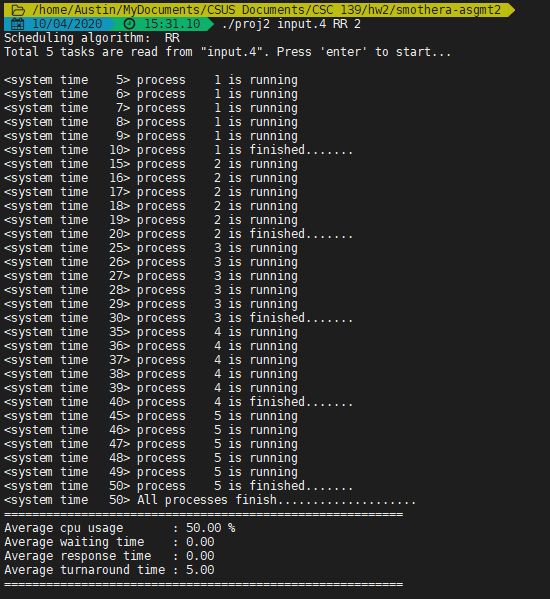 /home/Austin/MyDocuments/CSUS Documents/CSC 139/hw2/smothera-asgmt2
10/04/2020 15:31.10 ./proj2 input.4 RR 2
Scheduling algorithm:  RR
Total 5 tasks are read from "input.4". Press 'enter' to start...

<system time    5> process    1 is running
<system time    6> process    1 is running
<system time    7> process    1 is running
<system time    8> process    1 is running
<system time    9> process    1 is running
<system time   10> process    1 is finished.......
<system time   15> process    2 is running
<system time   16> process    2 is running
<system time   17> process    2 is running
<system time   18> process    2 is running
<system time   19> process    2 is running
<system time   20> process    2 is finished.......
<system time   25> process    3 is running
<system time   26> process    3 is running
<system time   27> process    3 is running
<system time   28> process    3 is running
<system time   29> process    3 is running
<system time   30> process    3 is finished.......
<system time   35> process    4 is running
<system time   36> process    4 is running
<system time   37> process    4 is running
<system time   38> process    4 is running
<system time   39> process    4 is running
<system time   40> process    4 is finished.......
<system time   45> process    5 is running
<system time   46> process    5 is running
<system time   47> process    5 is running
<system time   48> process    5 is running
<system time   49> process    5 is running
<system time   50> process    5 is finished.......
<system time   50> All processes finish....................
=========================================================
Average cpu usage       : 50.00 %
Average waiting time    : 0.00
Average response time   : 0.00
Average turnaround time : 5.00
=========================================================